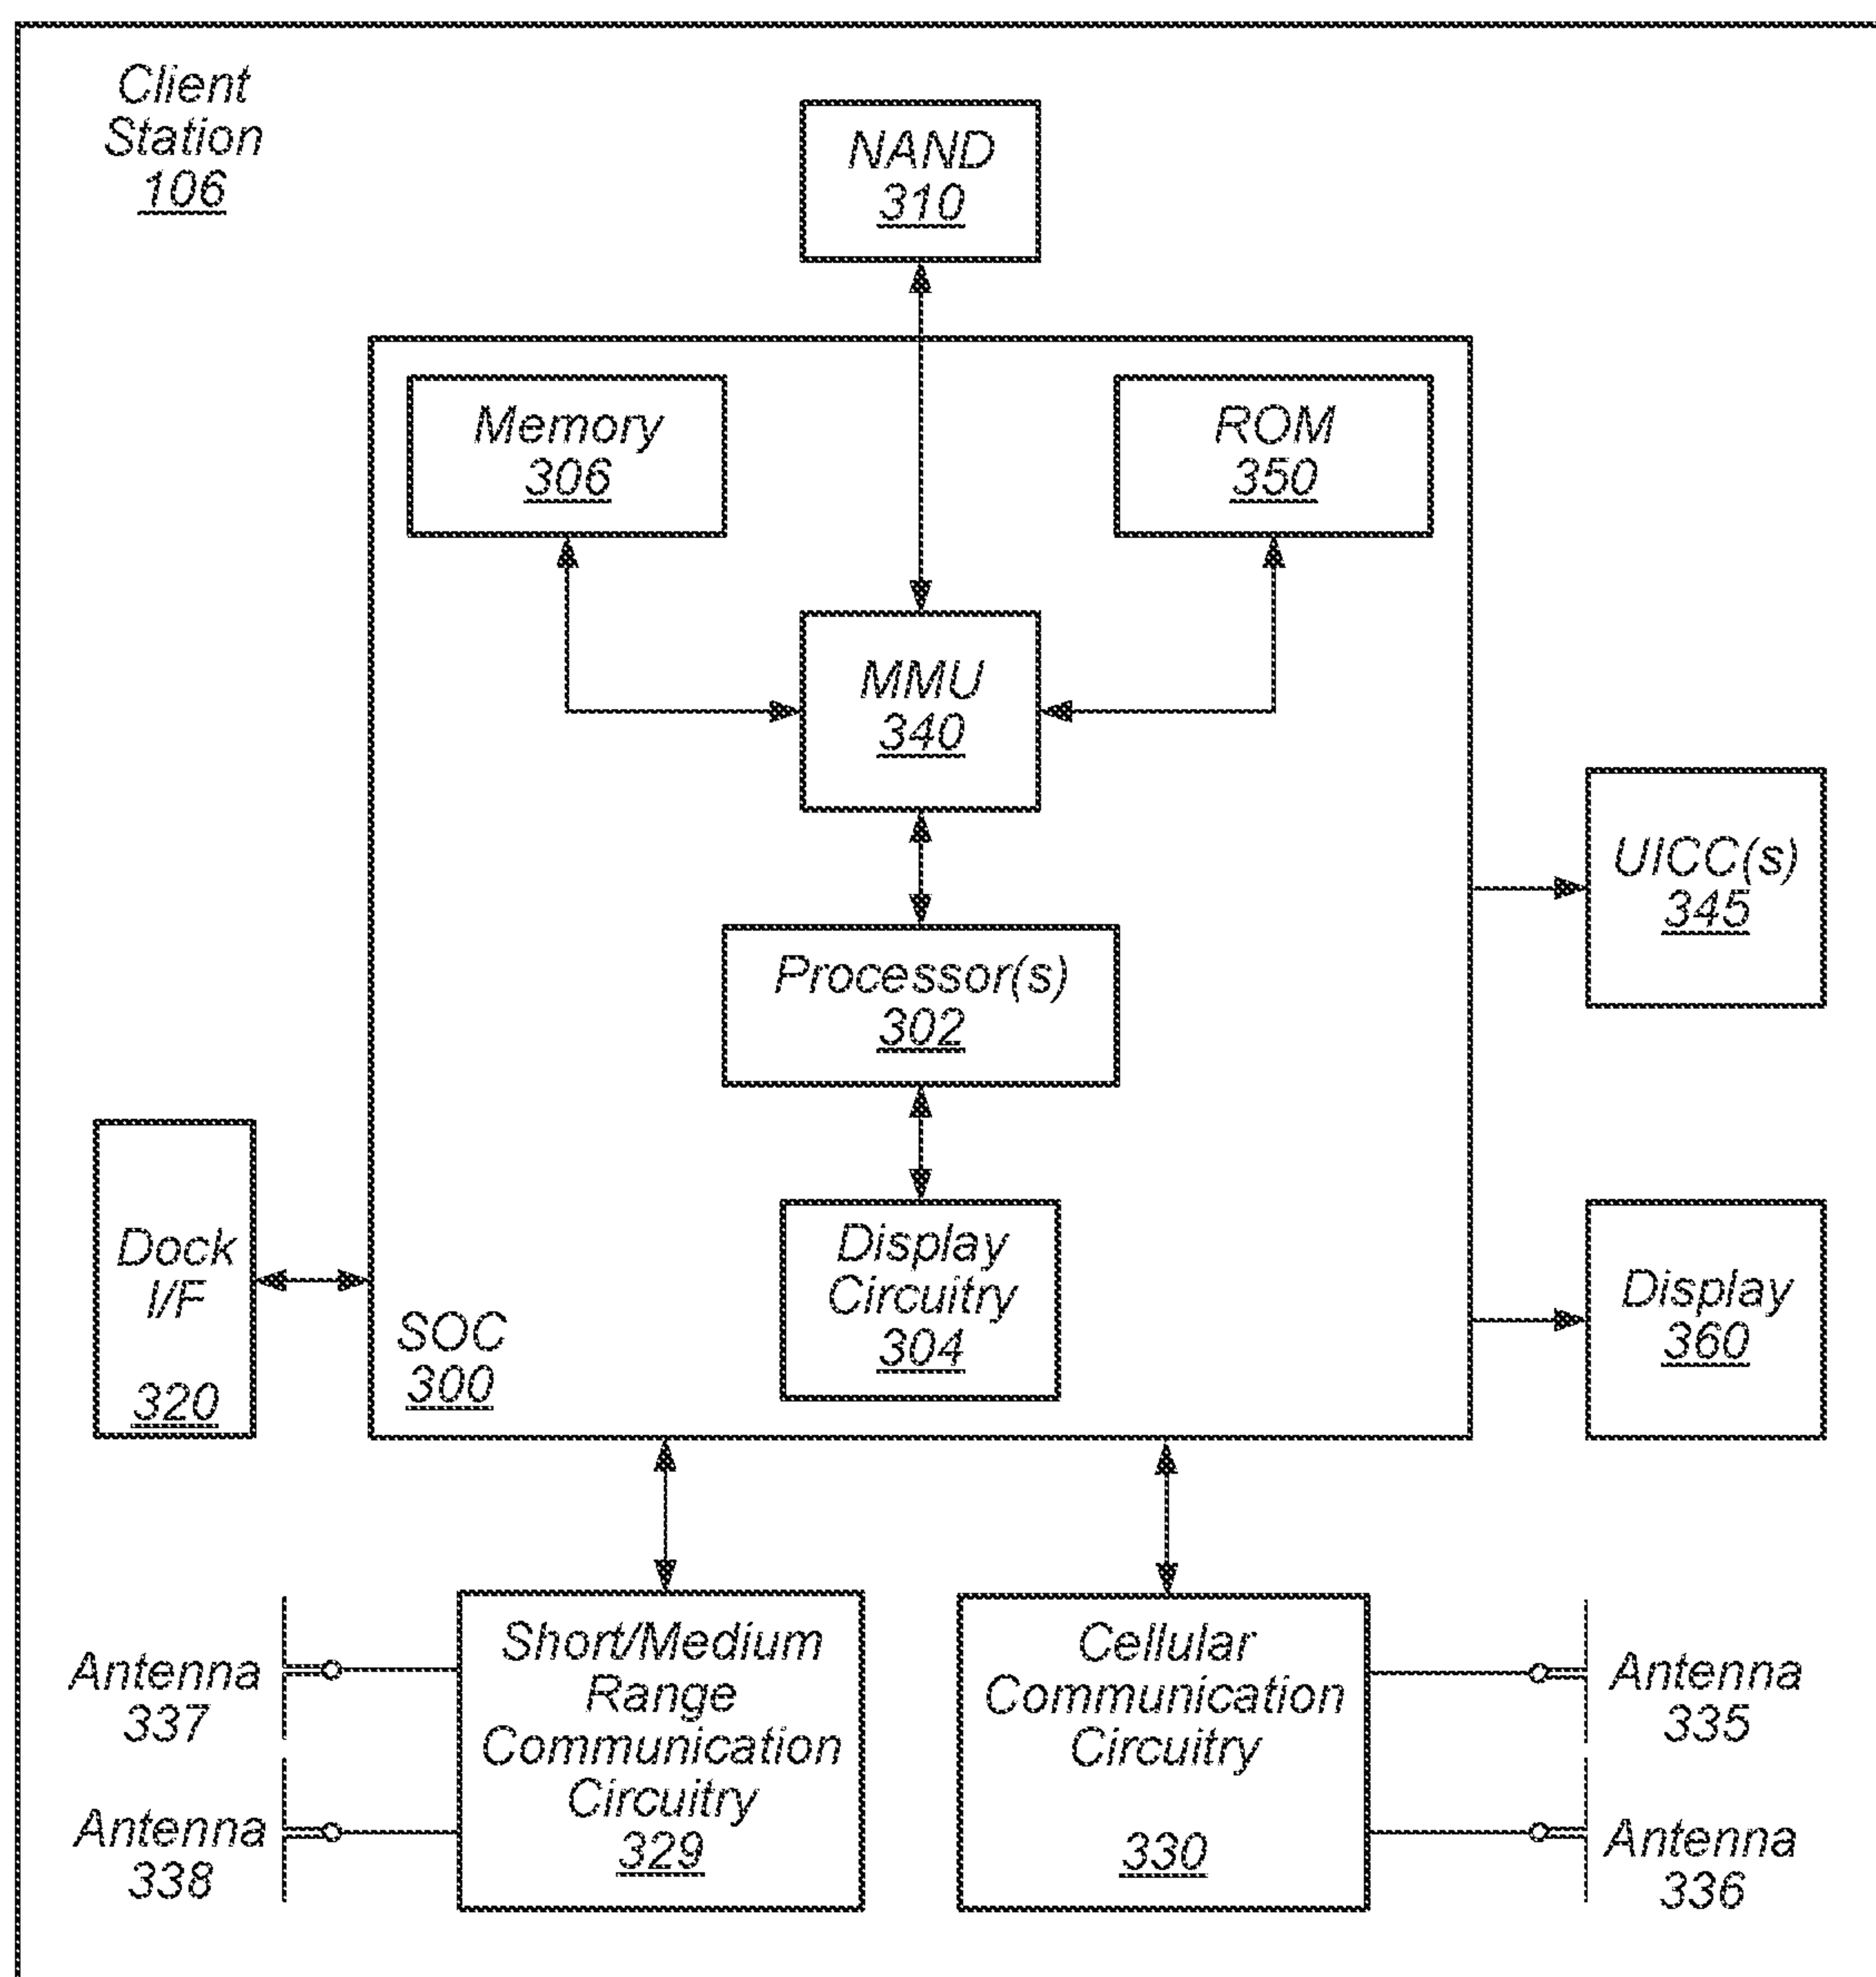 Client
Station
106
NAND
310
Memory
306
ROM
350
MMU
340
UICC(s)
345
Processor(s)
302
Dock
I/F
320
Display
Circuitry
304
SOC
300
Display
360
Short/Medium
Range
Communication
Circuitry
329
Cellular
Communication
Circuitry
330
Antenna
337
Antenna
338
Antenna
335
Antenna
336